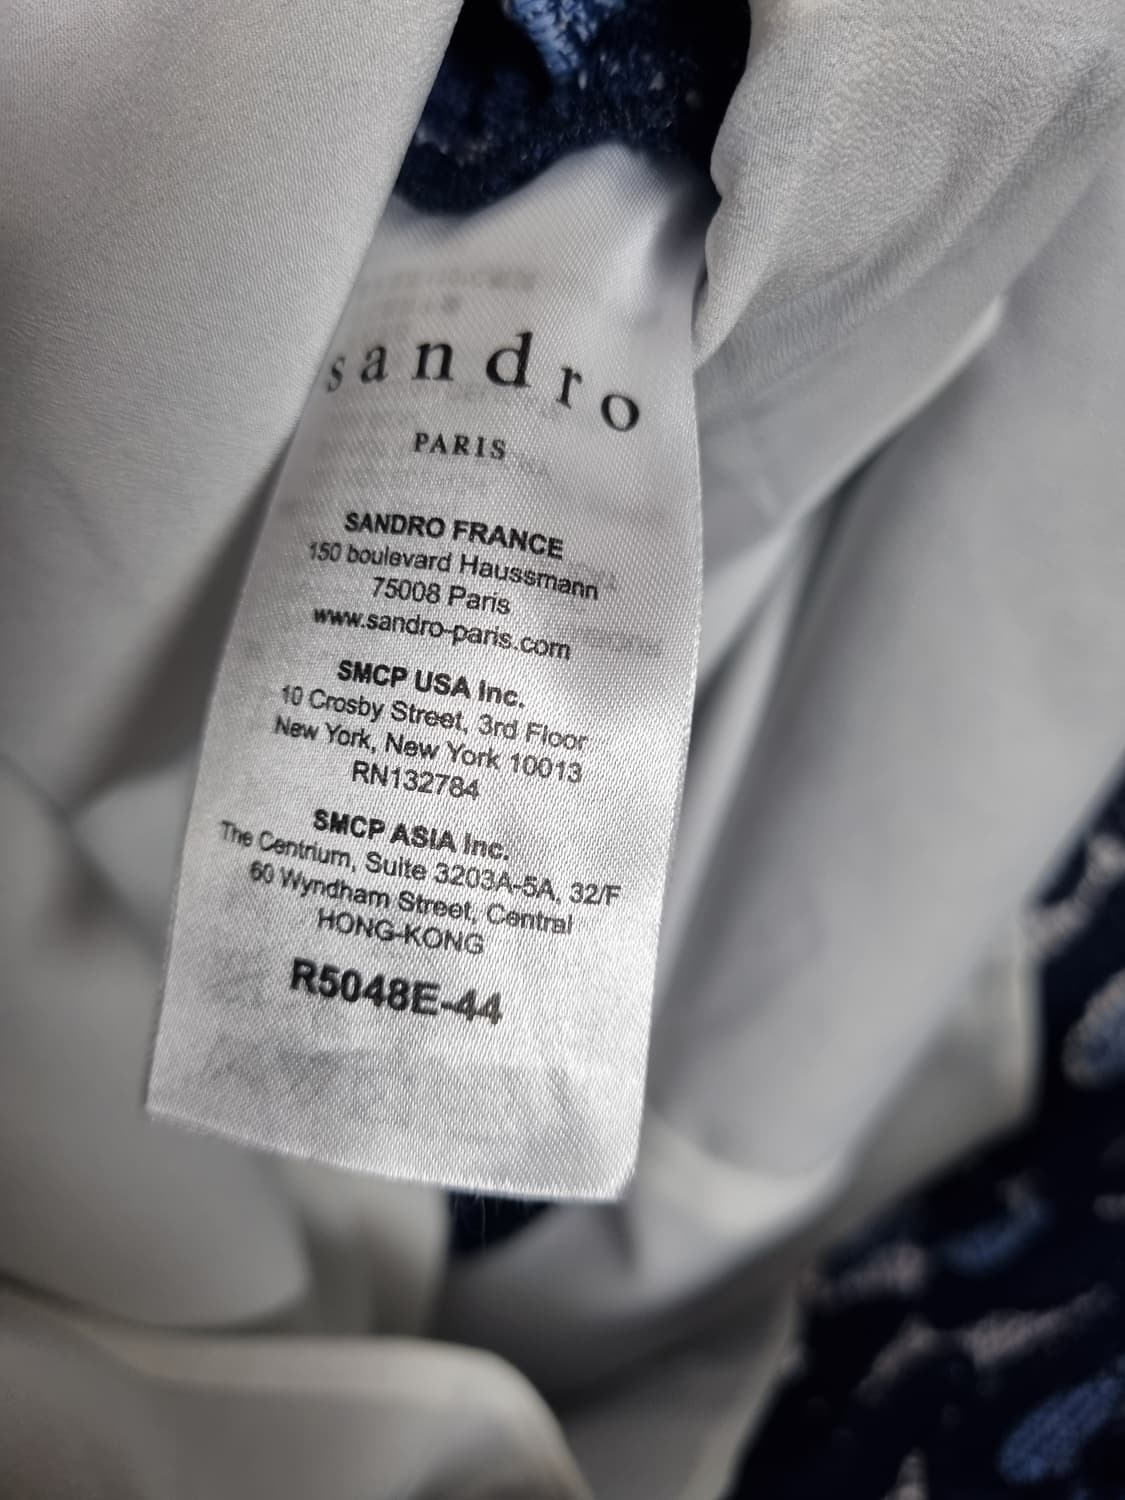 sandro
PARIS
SANDRO FRANCE
150 boulevard Haussmann
75008 Paris
www.sandro-paris.com
SMCP USA Inc.
10 Crosby Street, 3rd Floor
New York, New York 10013
RN132784
SMCP ASIA Inc.
The Centrium, Suite 3203A-5A, 32/F
60 Wyndham Street, Central
HONG-KONG
R5048E-44